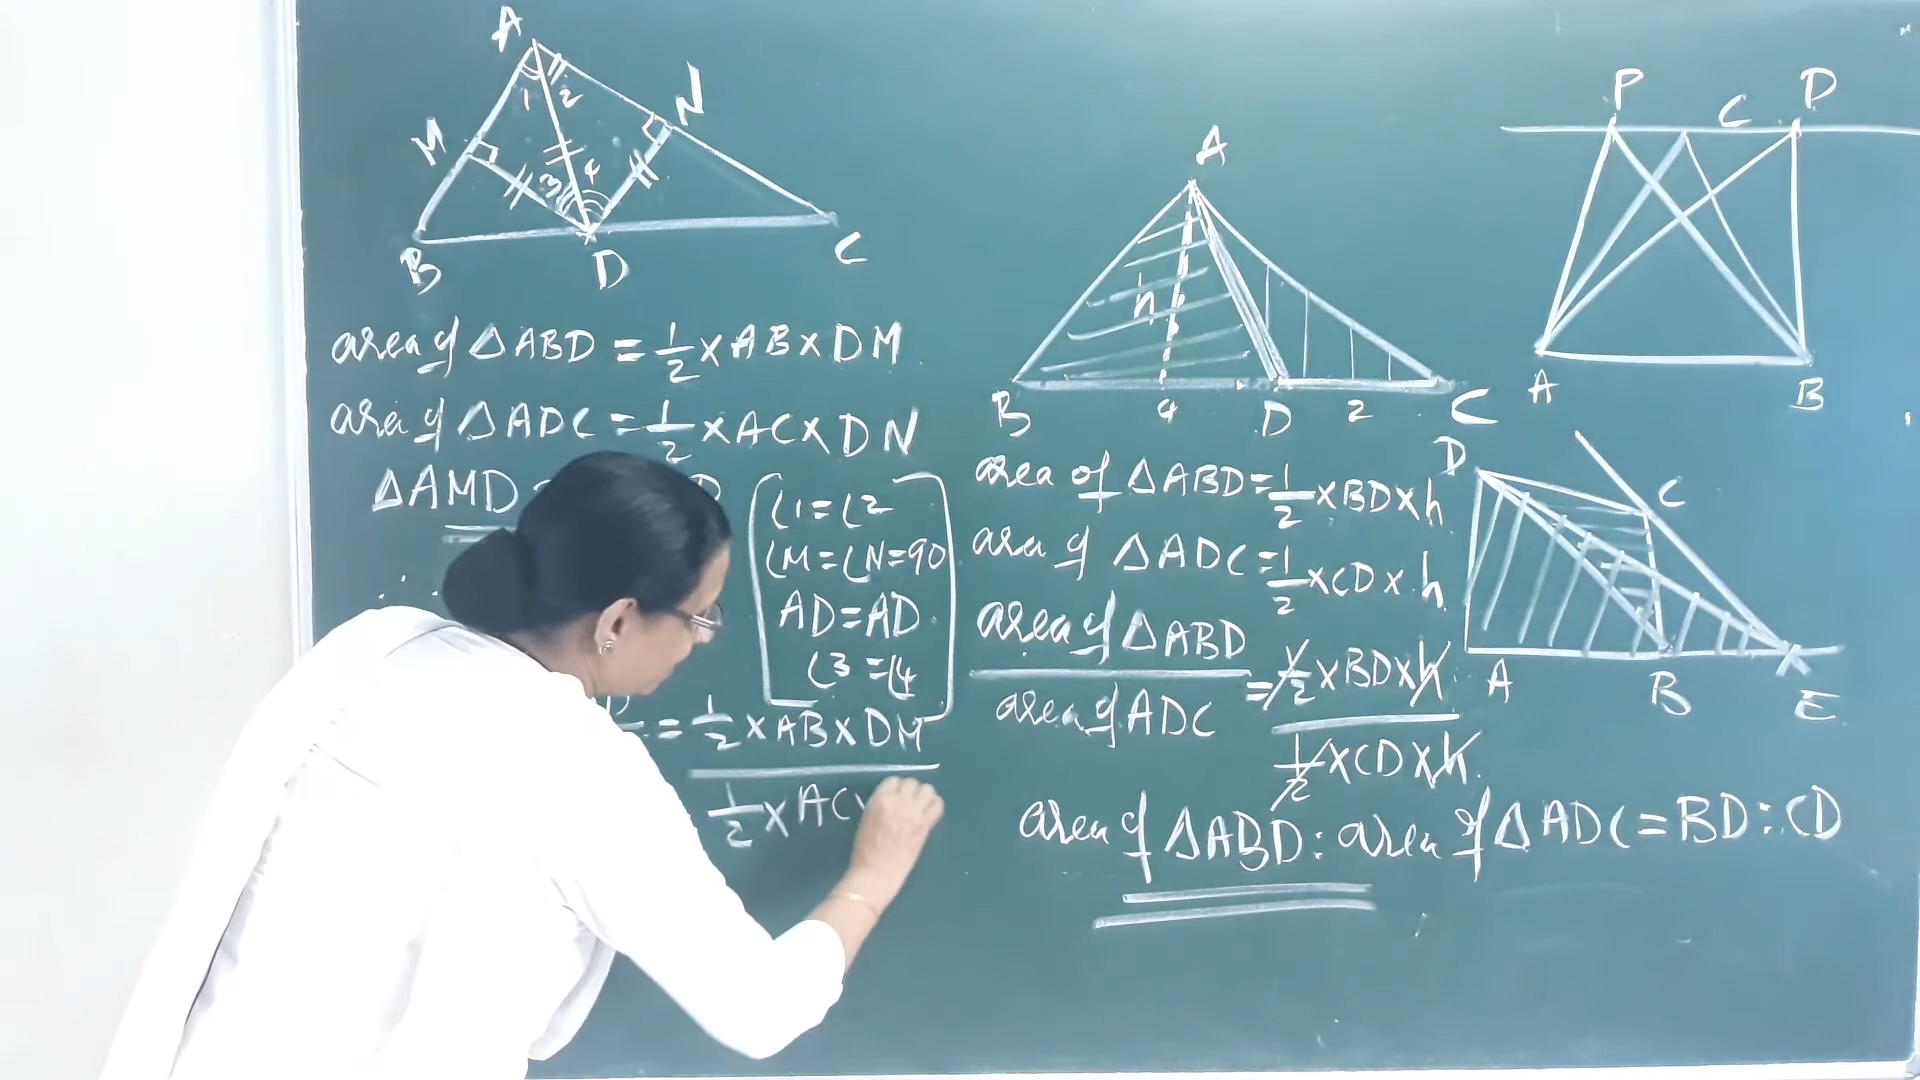 A
1 2
M N
3 4
B D C
area of △ABD = 1/2 × AB × DM
area of △ADC = 1/2 × AC × DN
△AMD
∠1 = ∠2
∠M = ∠N = 90
AD = AD
∠3 = ∠4
= 1/2 × AB × DM
1/2 × AC ×
A
h
B 4 D 2 C
area of △ABD = 1/2 × BD × h
area of △ADC = 1/2 × CD × h
area of △ABD
area of ADC
= 1/2 × BD × h
1/2 × CD × h
area of △ABD : area of △ADC = BD : CD
P C D
A B
D C
A B E